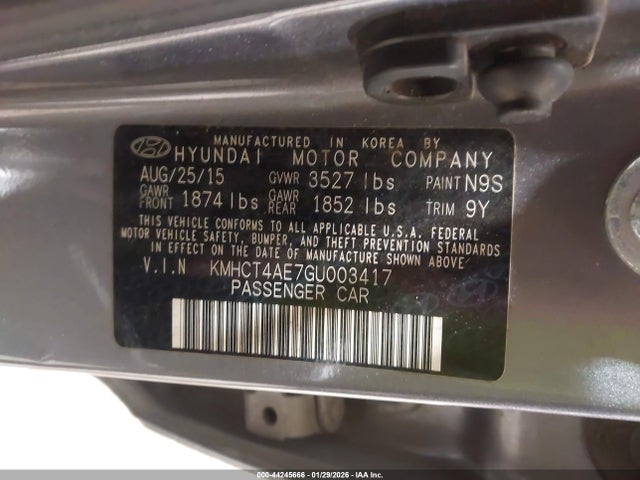 MANUFACTURED IN KOREA BY
HYUNDAI MOTOR COMPANY
AUG/25/15 GVWR 3527 lbs PAINT N9S
GAWR FRONT 1874 lbs GAWR REAR 1852 lbs TRIM 9Y
THIS VEHICLE CONFORMS TO ALL APPLICABLE U.S.A. FEDERAL
MOTOR VEHICLE SAFETY, BUMPER, AND THEFT PREVENTION STANDARDS
IN EFFECT ON THE DATE OF MANUFACTURE SHOWN ABOVE.
V.I.N KMHCT4AE7GU003417
PASSENGER CAR
000-44245666 - 01/29/2026 - Copyright © 2026 IAA, Inc.